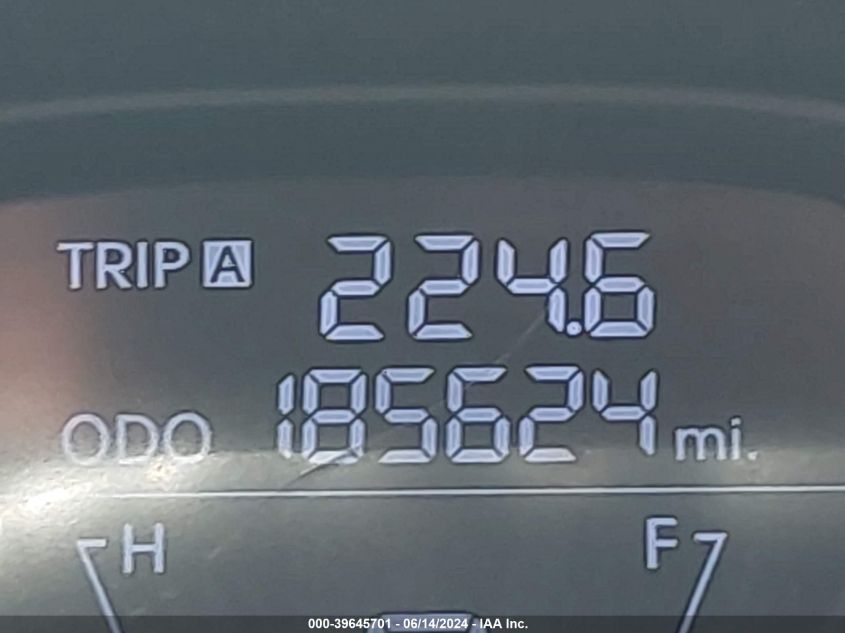 TRIP A 224.6
ODO 185624 mi.
H F
000-39645701 - 06/14/2024 - IAA Inc.